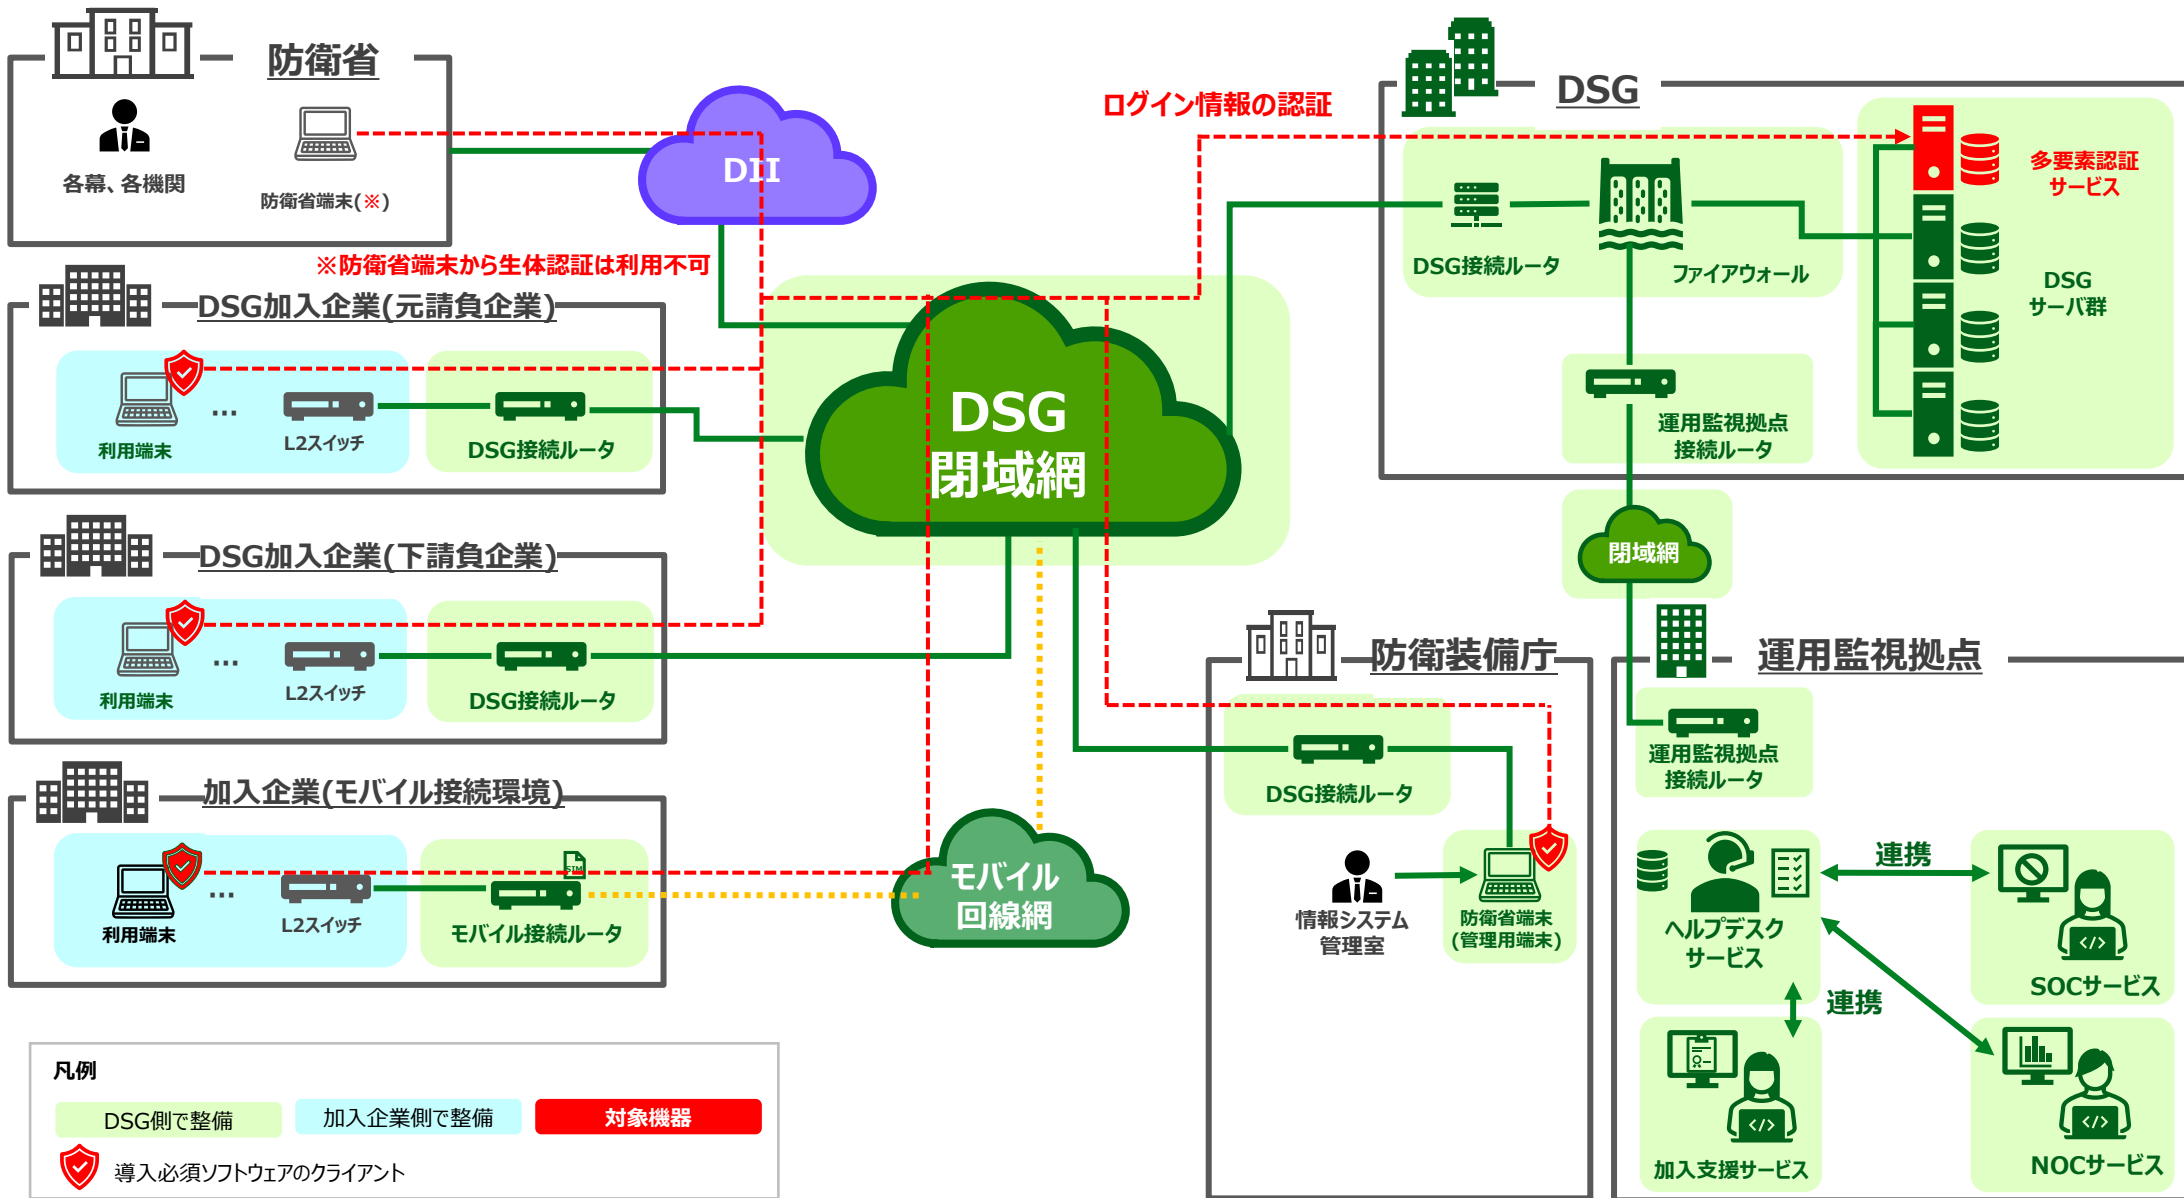 防衛省
各幕、各機関
防衛省端末(※)
※防衛省端末から生体認証は利用不可
DII
ログイン情報の認証
DSG
DSG接続ルータ
ファイアウォール
多要素認証
サービス
DSG
サーバ群
運用監視拠点
接続ルータ
閉域網
DSG加入企業(元請負企業)
利用端末
...
L2スイッチ
DSG接続ルータ
DSG
閉域網
DSG加入企業(下請負企業)
利用端末
...
L2スイッチ
DSG接続ルータ
加入企業(モバイル接続環境)
利用端末
...
L2スイッチ
SIM
モバイル接続ルータ
モバイル
回線網
防衛装備庁
DSG接続ルータ
情報システム
管理室
防衛省端末
(管理用端末)
運用監視拠点
運用監視拠点
接続ルータ
ヘルプデスク
サービス
連携
</>
SOCサービス
連携
</>
加入支援サービス
</>
NOCサービス
凡例
DSG側で整備
加入企業側で整備
対象機器
導入必須ソフトウェアのクライアント